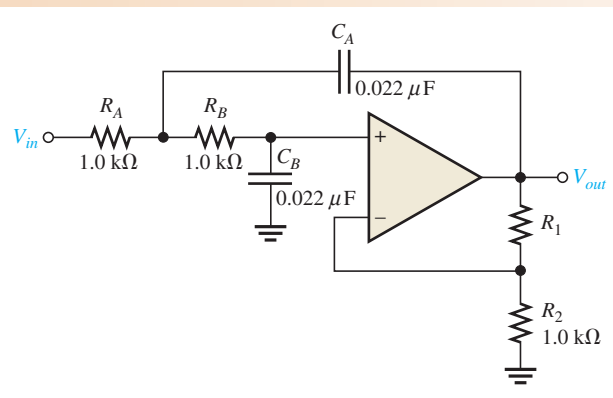 C_A
0.022 μF
R_A
R_B
V_in
1.0 kΩ
1.0 kΩ
C_B
0.022 μF
+
–
V_out
R_1
R_2
1.0 kΩ